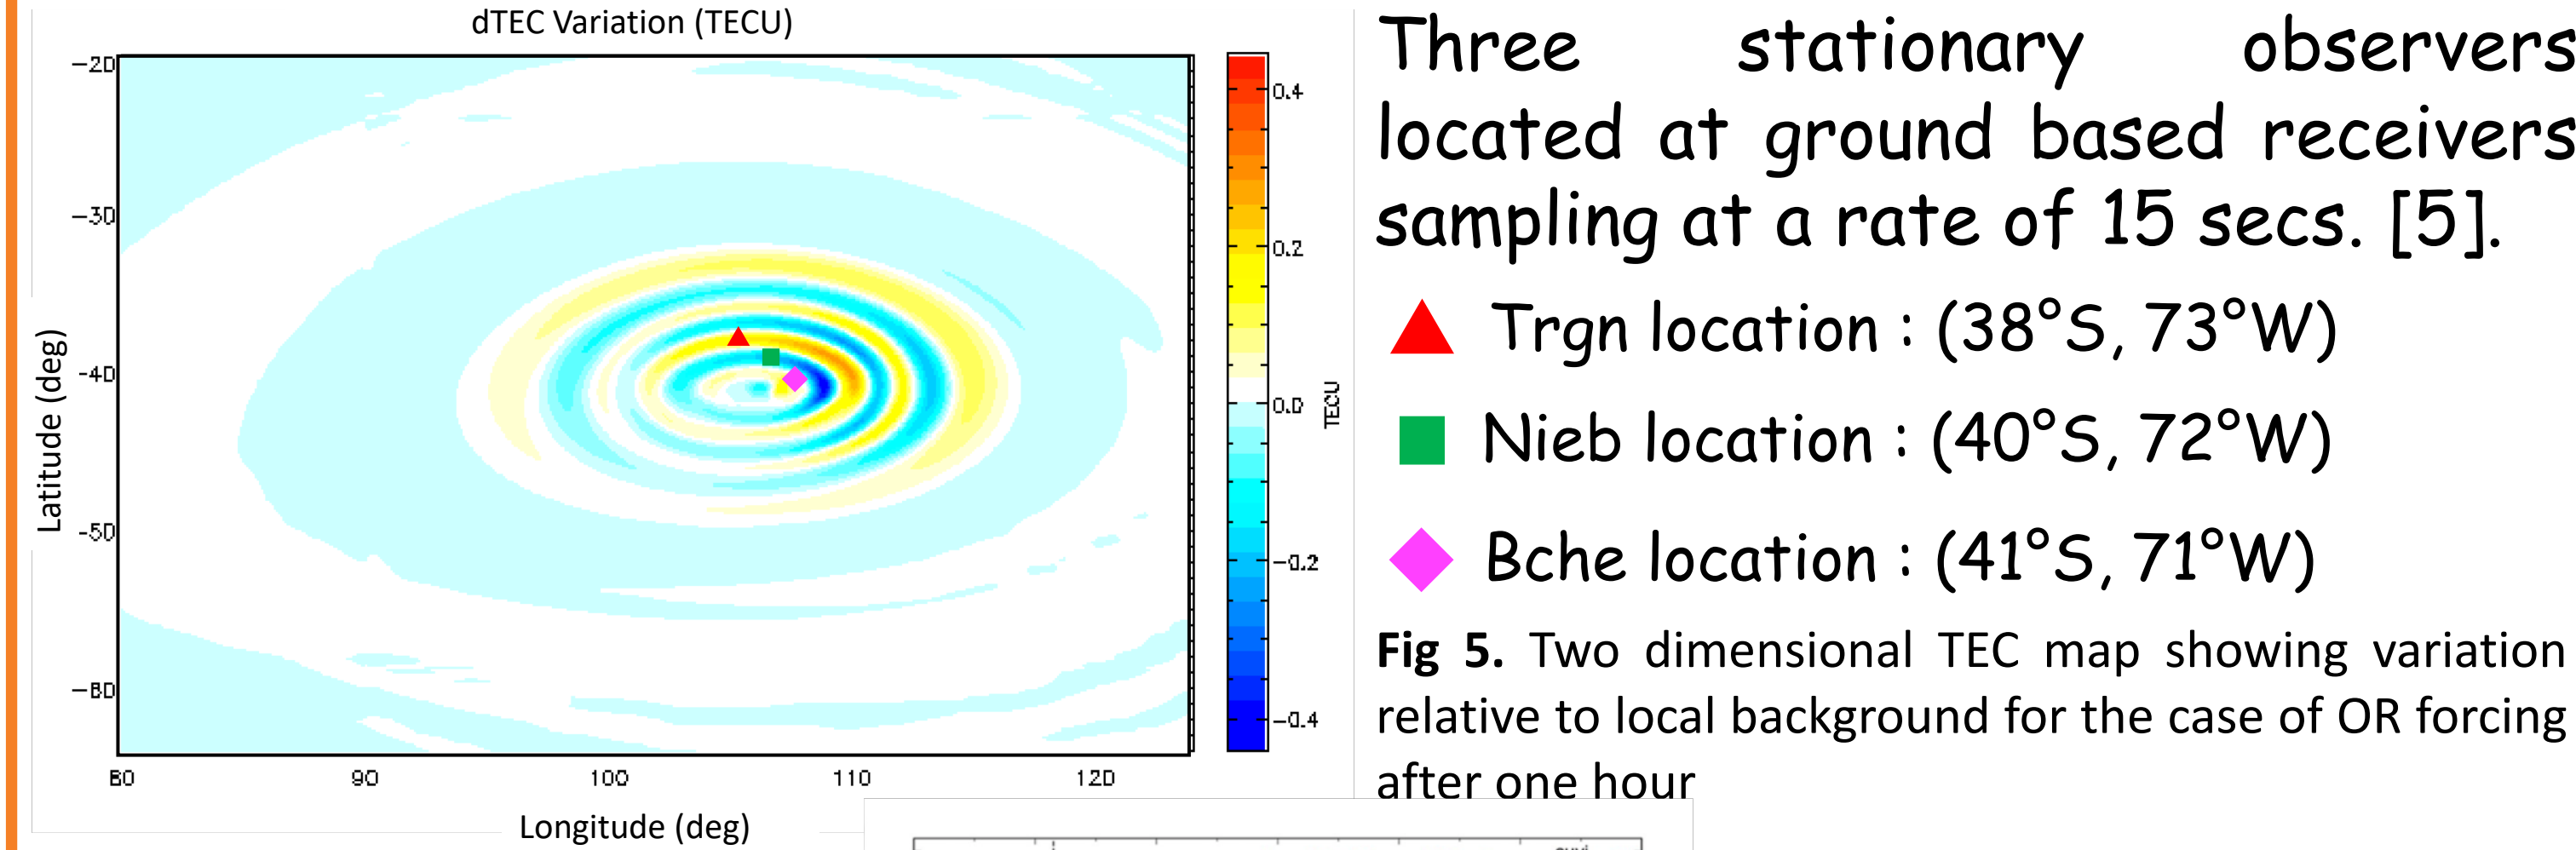 dTEC Variation (TECU)
-20
-30
-40
-50
-60
Latitude (deg)
80 90 100 110 120
Longitude (deg)
0.4
0.2
0.0
-0.2
-0.4
TECU
Three stationary observers
located at ground based receivers
sampling at a rate of 15 secs. [5].
Trgn location : (38°S, 73°W)
Nieb location : (40°S, 72°W)
Bche location : (41°S, 71°W)
Fig 5. Two dimensional TEC map showing variation
relative to local background for the case of OR forcing
after one hour